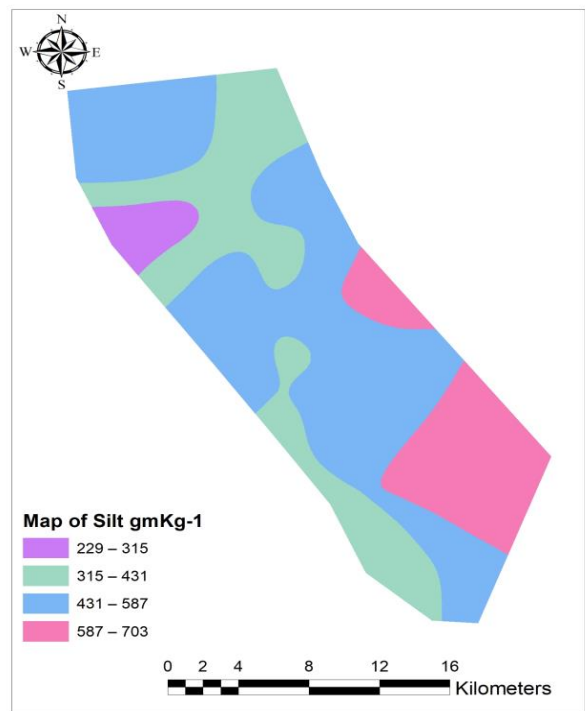 N
W E
S
Map of Silt gmKg-1
229 – 315
315 – 431
431 – 587
587 – 703
0 2 4 8 12 16
Kilometers